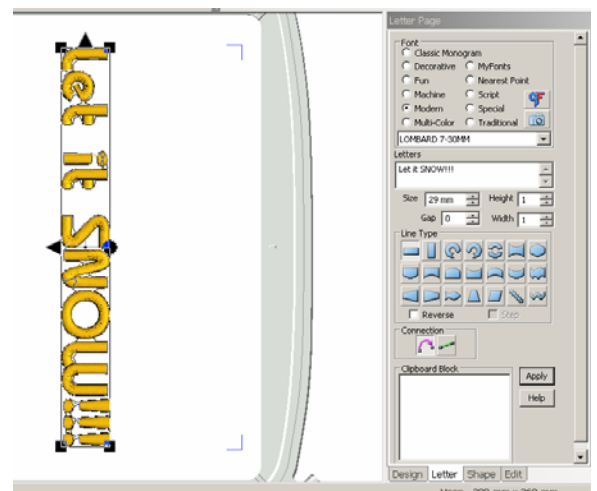 Let it SNOW!!!
Letter Page
Font
Classic Monogram
Decorative MyFonts
Fun Nearest Point
Machine Script
Modern Special
Multi-Color Traditional
LOMBARD 7-30MM
Letters
Let it SNOW!!!
Size 29 mm Height 1
Gap 0 Width 1
Line Type
Reverse Step
Connection
Clipboard Block
Apply
Help
Design Letter Shape Edit